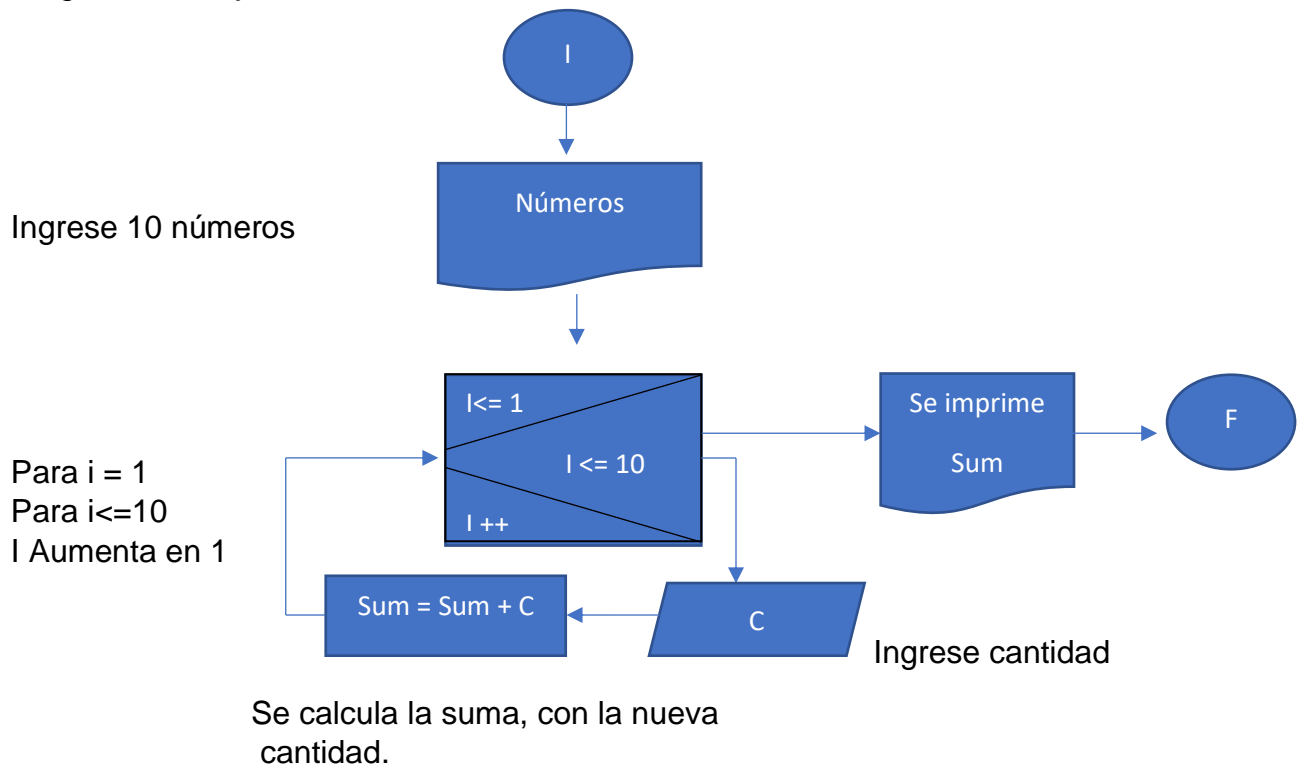 I
Números
Ingrese 10 números
I<= 1
I <= 10
I ++
Se imprime
Sum
F
Para i = 1
Para i<=10
I Aumenta en 1
Sum = Sum + C
C
Ingrese cantidad
Se calcula la suma, con la nueva
cantidad.